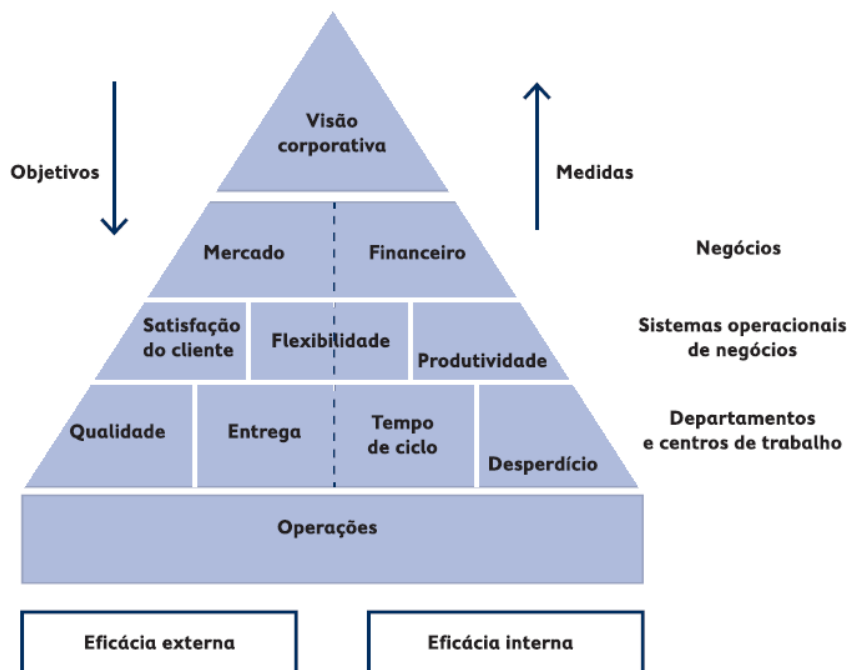 Visão
corporativa
Objetivos
Medidas
Mercado
Financeiro
Negócios
Satisfação
do cliente
Flexibilidade
Produtividade
Sistemas operacionais
de negócios
Qualidade
Entrega
Tempo
de ciclo
Desperdício
Departamentos
e centros de trabalho
Operações
Eficácia externa
Eficácia interna